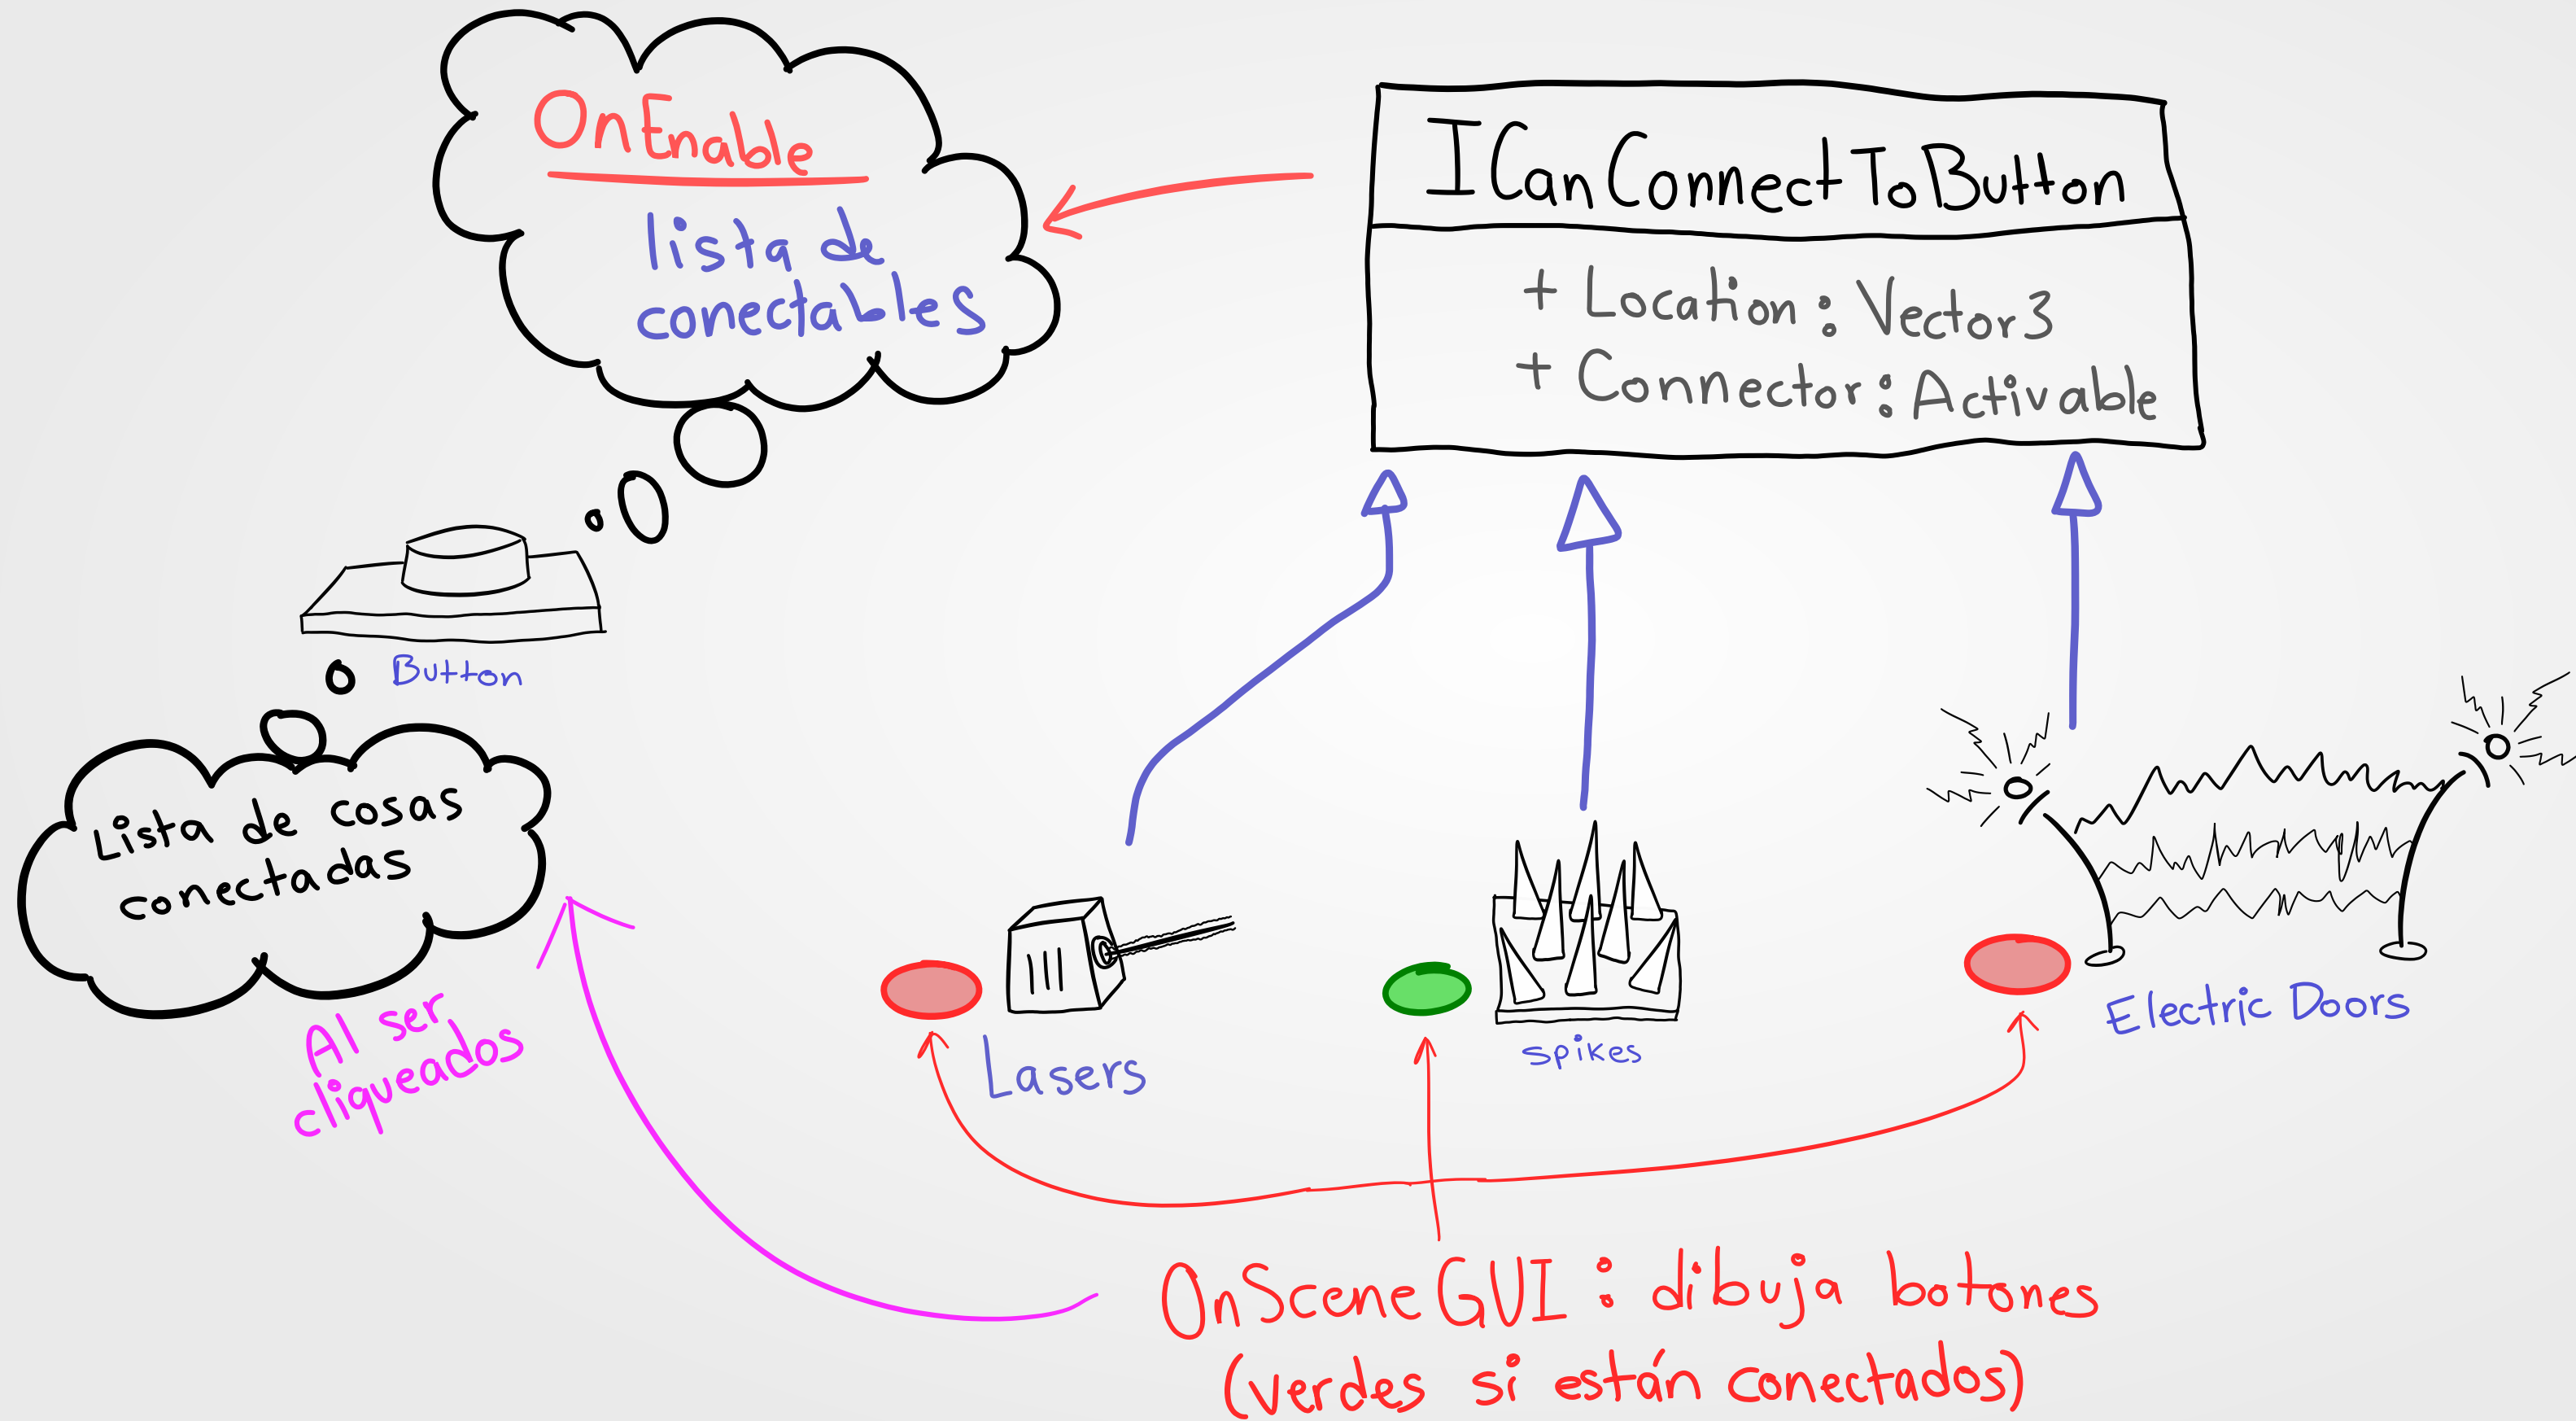 OnEnable
lista de
conectables
ICanConnectToButton
+ Location : Vector3
+ Connector : Activable
Button
Lista de cosas
conectadas
Al ser
cliqueados
Lasers
spikes
Electric Doors
OnSceneGUI : dibuja botones
(verdes si están conectados)